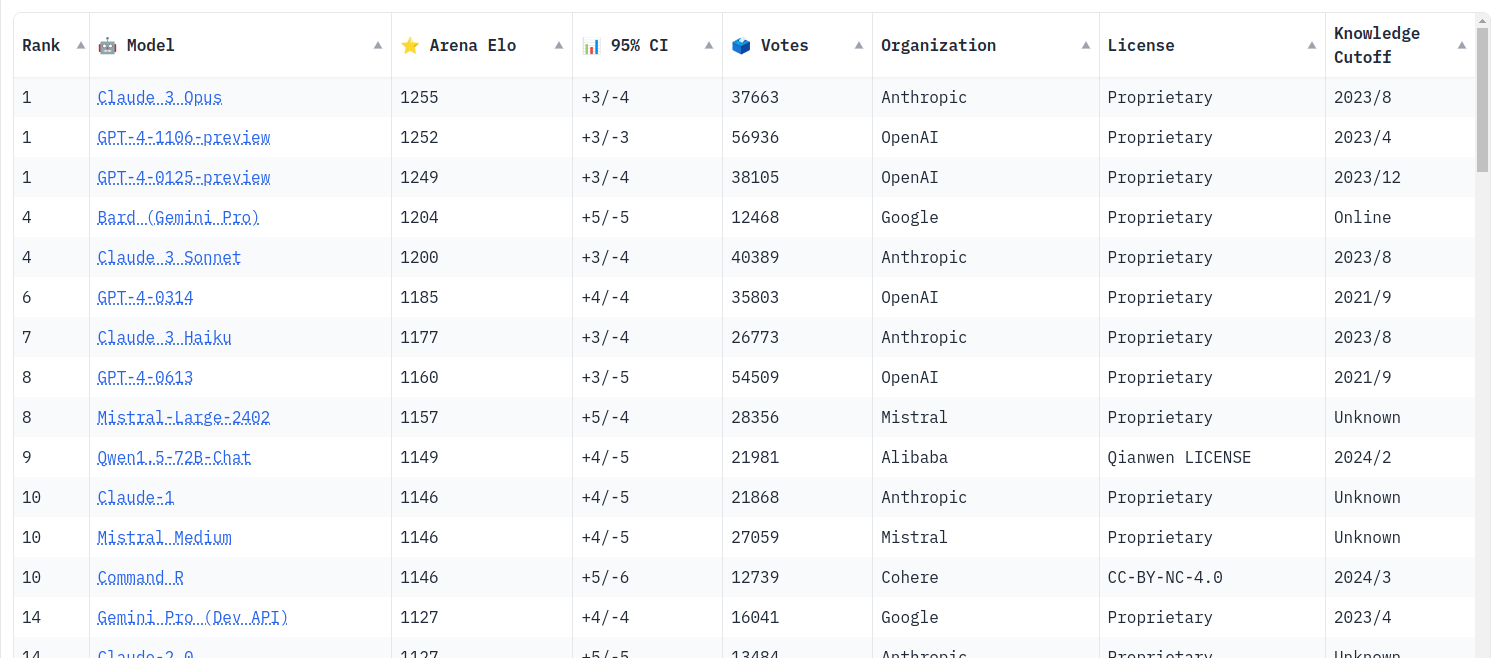 Rank ▲ 🤖 Model ▲ ⭐ Arena Elo ▲ 📊 95% CI ▲ 🗳️ Votes ▲ Organization ▲ License ▲ Knowledge Cutoff ▲
1 Claude 3 Opus 1255 +3/-4 37663 Anthropic Proprietary 2023/8
1 GPT-4-1106-preview 1252 +3/-3 56936 OpenAI Proprietary 2023/4
1 GPT-4-0125-preview 1249 +3/-4 38105 OpenAI Proprietary 2023/12
4 Bard (Gemini Pro) 1204 +5/-5 12468 Google Proprietary Online
4 Claude 3 Sonnet 1200 +3/-4 40389 Anthropic Proprietary 2023/8
6 GPT-4-0314 1185 +4/-4 35803 OpenAI Proprietary 2021/9
7 Claude 3 Haiku 1177 +3/-4 26773 Anthropic Proprietary 2023/8
8 GPT-4-0613 1160 +3/-5 54509 OpenAI Proprietary 2021/9
8 Mistral-Large-2402 1157 +5/-4 28356 Mistral Proprietary Unknown
9 Qwen1.5-72B-Chat 1149 +4/-5 21981 Alibaba Qianwen LICENSE 2024/2
10 Claude-1 1146 +4/-5 21868 Anthropic Proprietary Unknown
10 Mistral Medium 1146 +4/-5 27059 Mistral Proprietary Unknown
10 Command R 1146 +5/-6 12739 Cohere CC-BY-NC-4.0 2024/3
14 Gemini Pro (Dev API) 1127 +4/-4 16041 Google Proprietary 2023/4
14 Claude-2.0 1127 +5/-5 13484 Anthropic Proprietary Unknown